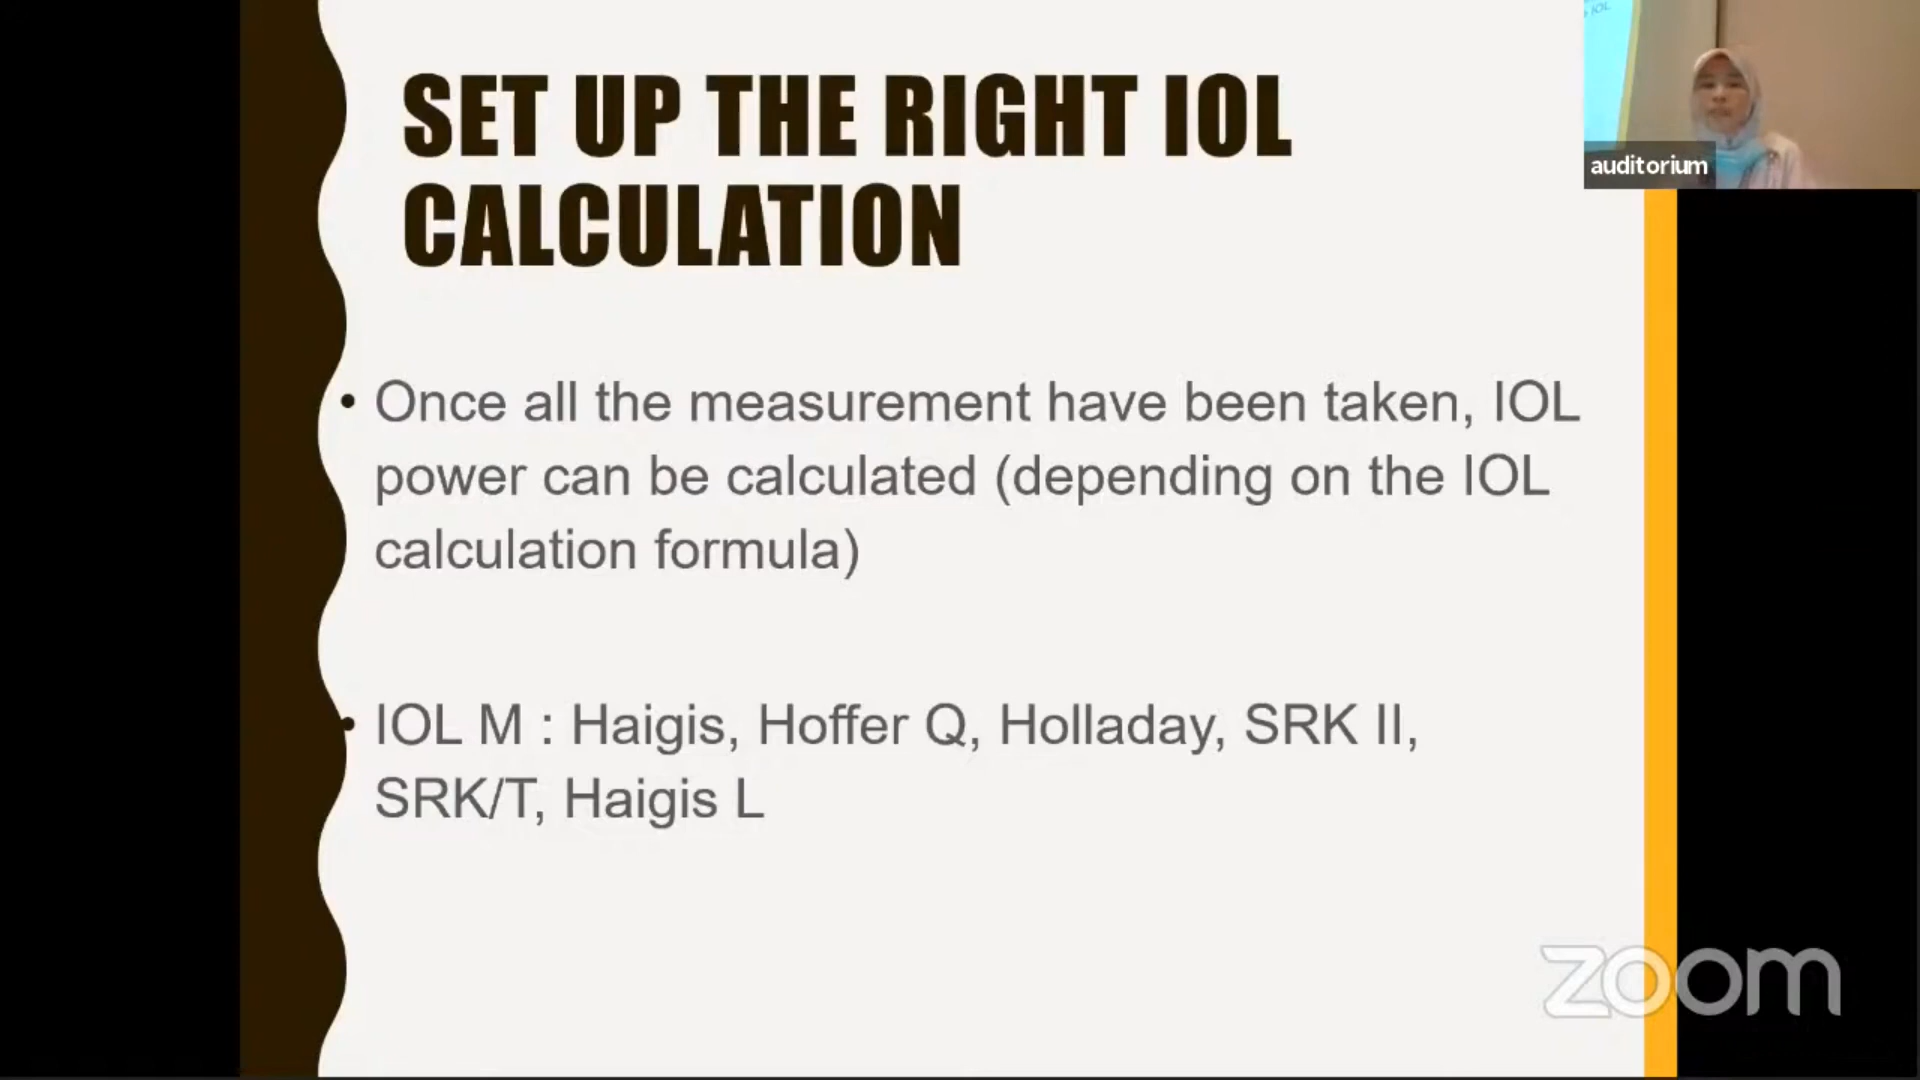 SET UP THE RIGHT IOL
CALCULATION
• Once all the measurement have been taken, IOL
power can be calculated (depending on the IOL
calculation formula)
• IOL M : Haigis, Hoffer Q, Holladay, SRK II,
SRK/T, Haigis L
IOL
auditorium
zoom